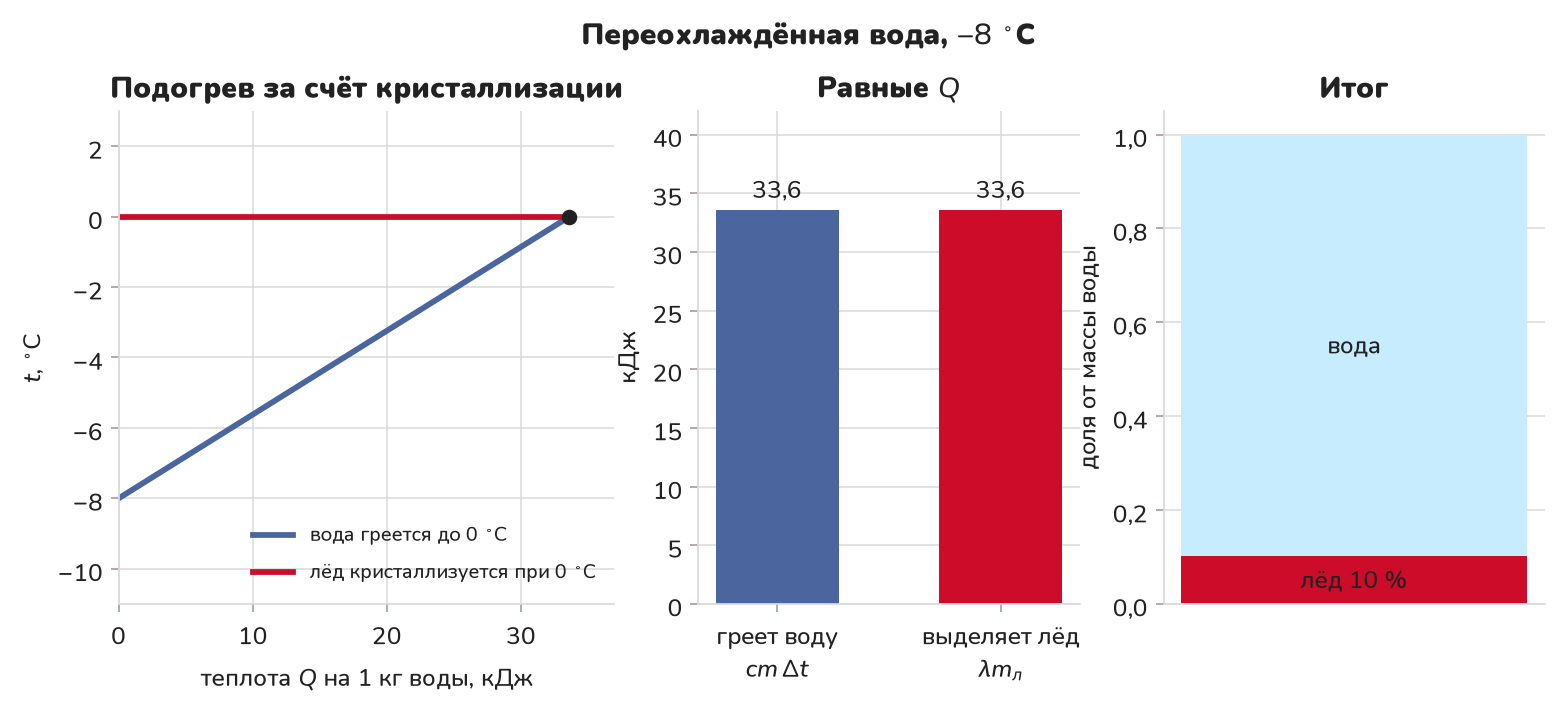 Переохлаждённая вода, −8 °C
Подогрев за счёт кристаллизации
t, °C
2
0
−2
−4
−6
−8
−10
вода греется до 0 °C
лёд кристаллизуется при 0 °C
0 10 20 30
теплота Q на 1 кг воды, кДж
Равные Q
кДж
40
35
30
25
20
15
10
5
0
33,6 33,6
греет воду выделяет лёд
cm Δt λmл
Итог
доля от массы воды
1,0
0,8
0,6
0,4
0,2
0,0
вода
лёд 10 %